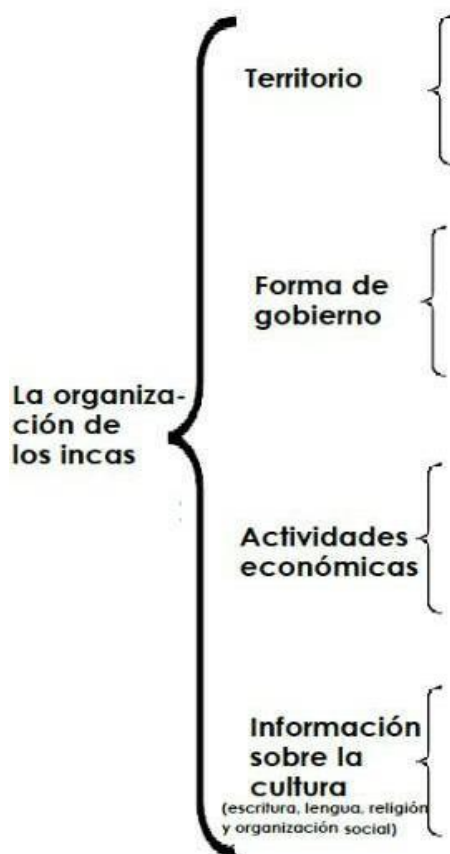 Territorio
Forma de
gobierno
La organiza-
ción de
los incas
Actividades
económicas
Información
sobre la
cultura
(escritura, lengua, religión
y organización social)